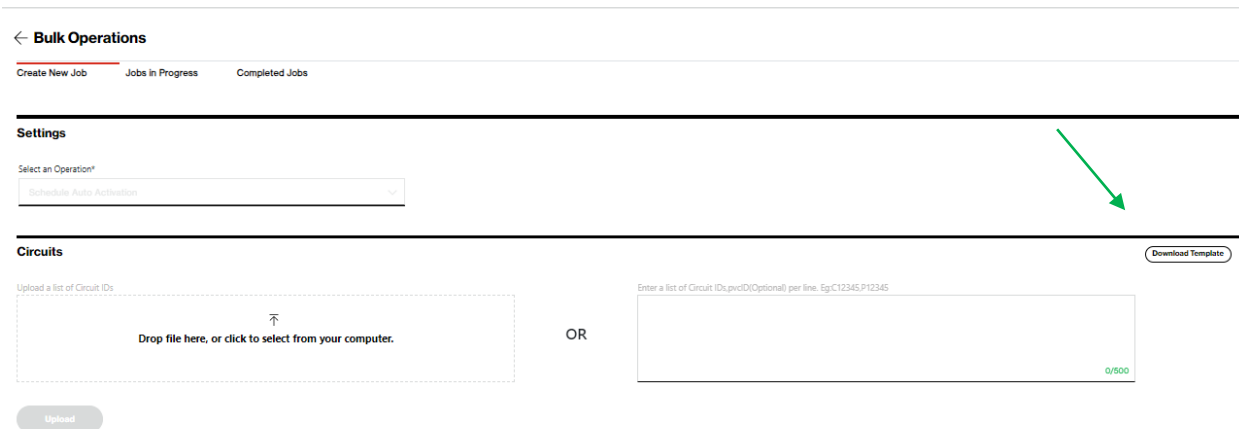 Bulk Operations
Create New Job Jobs in Progress Completed Jobs
Settings
Select an Operation*
Schedule Auto Activation
Circuits
Download Template
Upload a list of Circuit IDs
Enter a list of Circuit IDs,pvcID(Optional) per line. Eg:C12345,P12345
Drop file here, or click to select from your computer.
OR
0/500
Upload